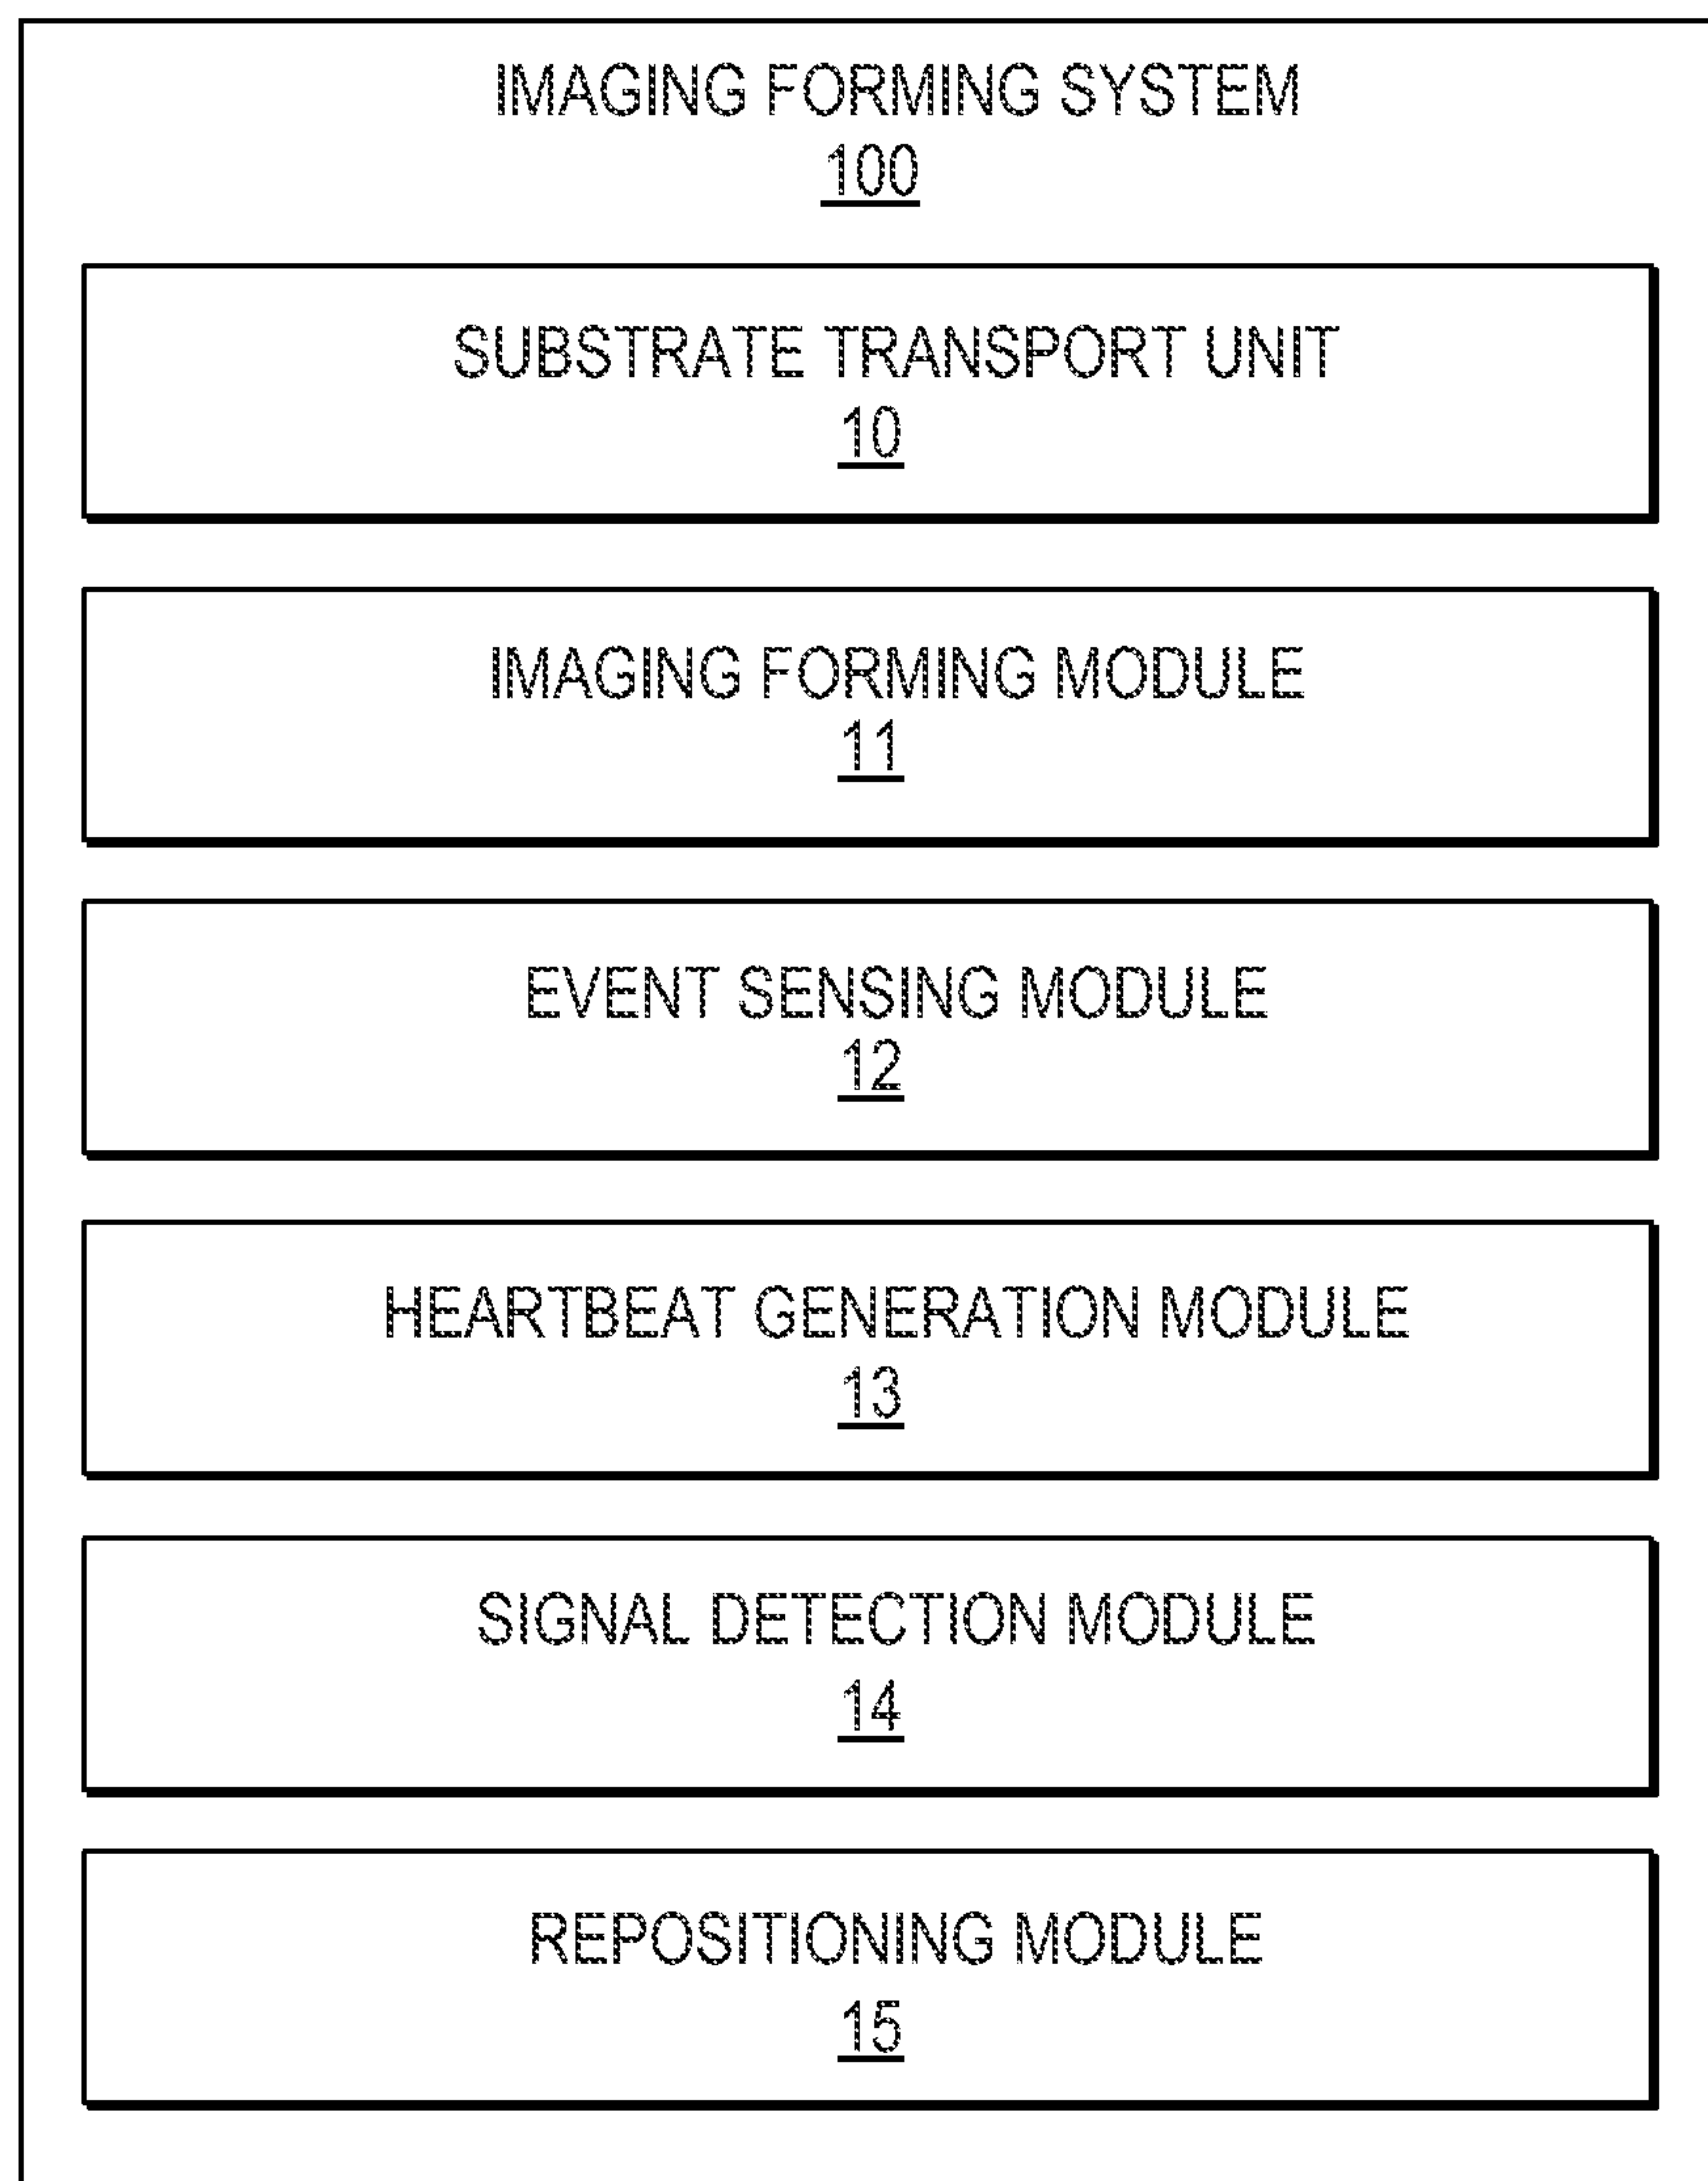 IMAGING FORMING SYSTEM
100
SUBSTRATE TRANSPORT UNIT
10
IMAGING FORMING MODULE
11
EVENT SENSING MODULE
12
HEARTBEAT GENERATION MODULE
13
SIGNAL DETECTION MODULE
14
REPOSITIONING MODULE
15